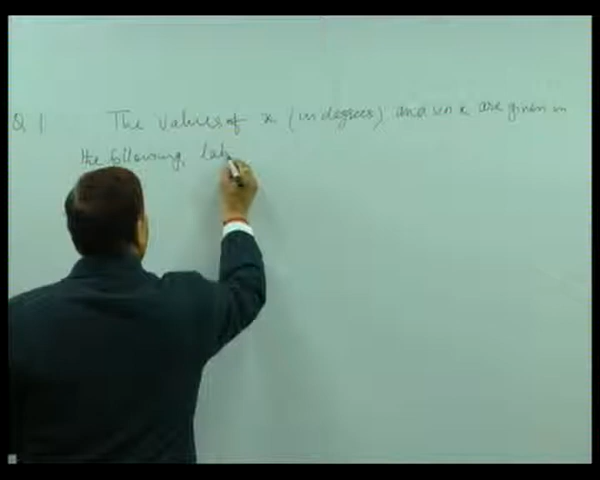 Q 1 The values of x (in degrees) and sin x are given in
the following tab